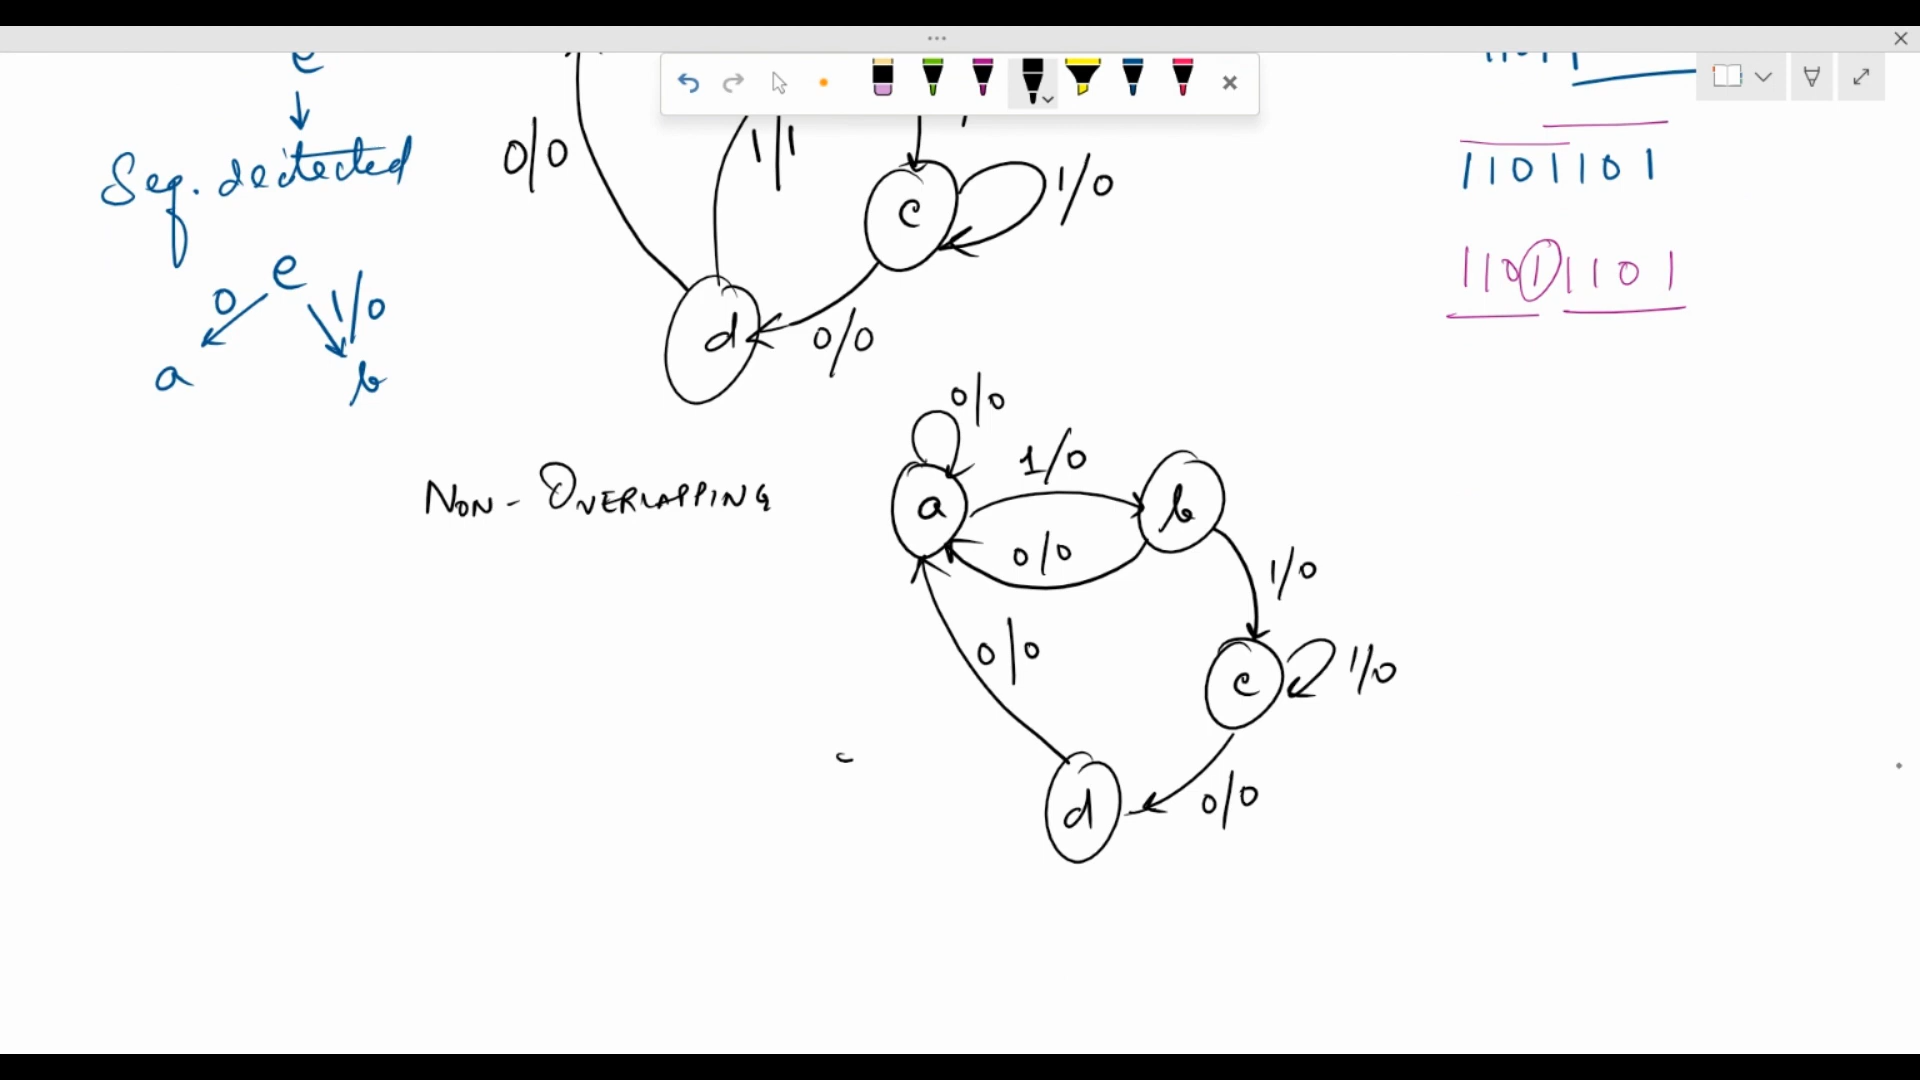 e
Seq. detected
e
0
1/0
a
b
0/0
1/1
c
1/0
d
0/0
1101101
11011101
NON-OVERLAPPING
0/0
a
1/0
b
0/0
1/0
0/0
c
1/0
d
0/0